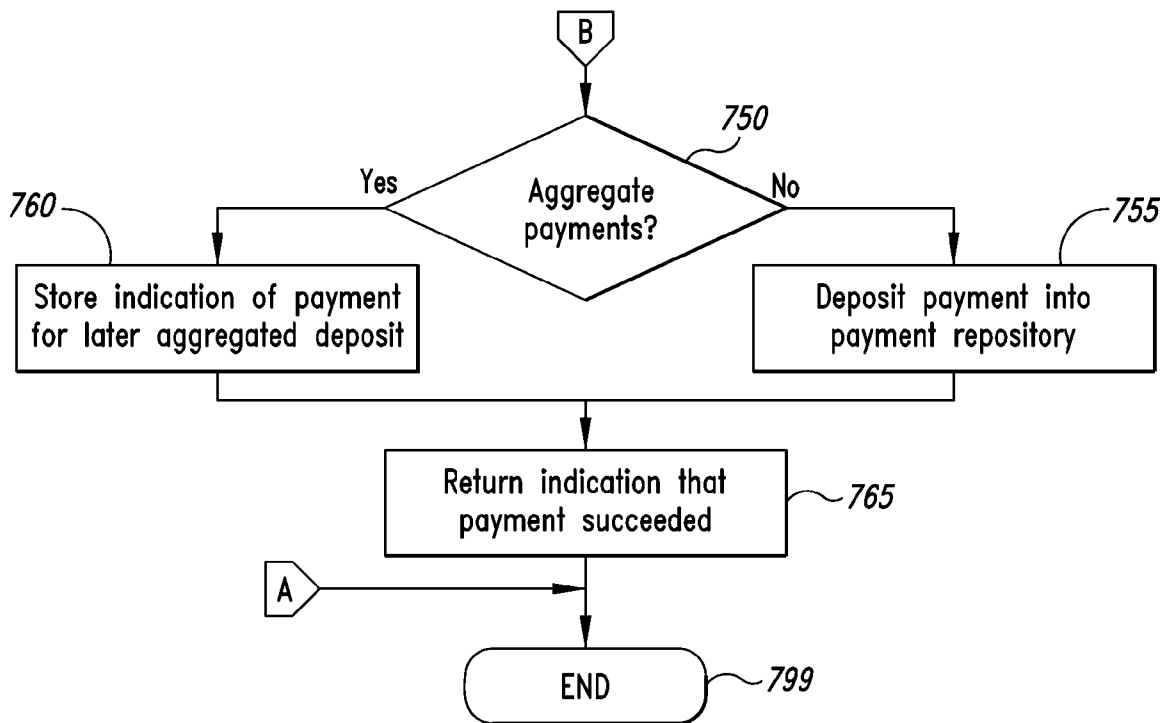 B
750
Yes
Aggregate
payments?
No
760
755
Store indication of payment
for later aggregated deposit
Deposit payment into
payment repository
Return indication that
payment succeeded
765
A
END
799